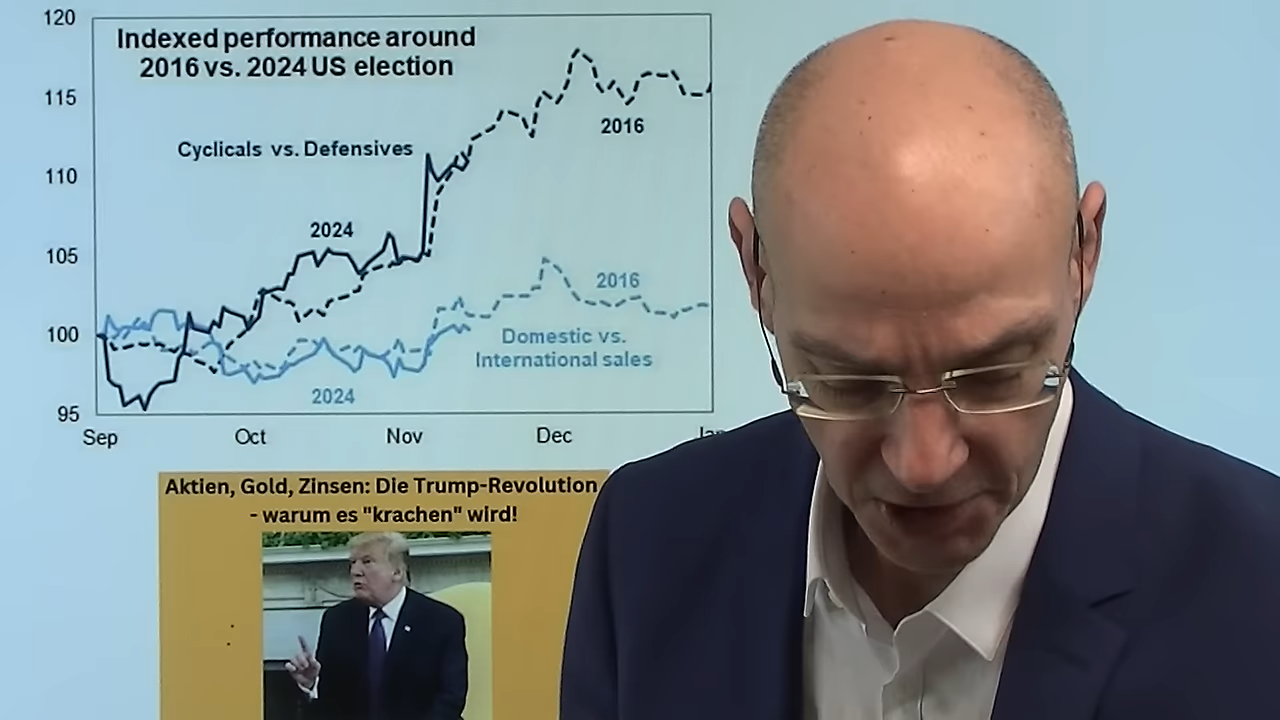 120
Indexed performance around
2016 vs. 2024 US election
115
2016
Cyclicals vs. Defensives
110
2024
105
2016
100
Domestic vs.
International sales
2024
95
Sep Oct Nov Dec
Aktien, Gold, Zinsen: Die Trump-Revolution
- warum es "krachen" wird!